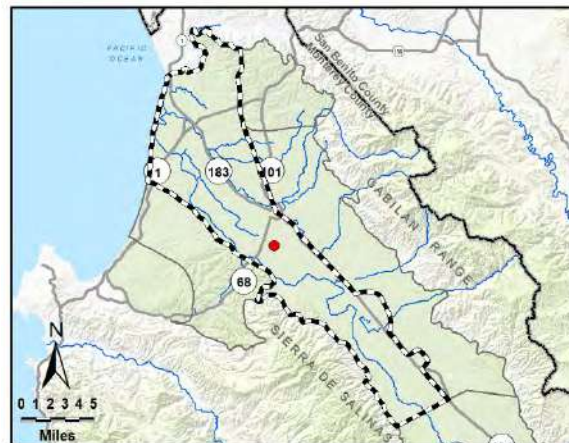 1
PACIFIC
OCEAN
San Benito County
Monterey County
1
183
101
GABILAN RANGE
68
SIERRA DE SALINAS
N
0 1 2 3 4 5
Miles